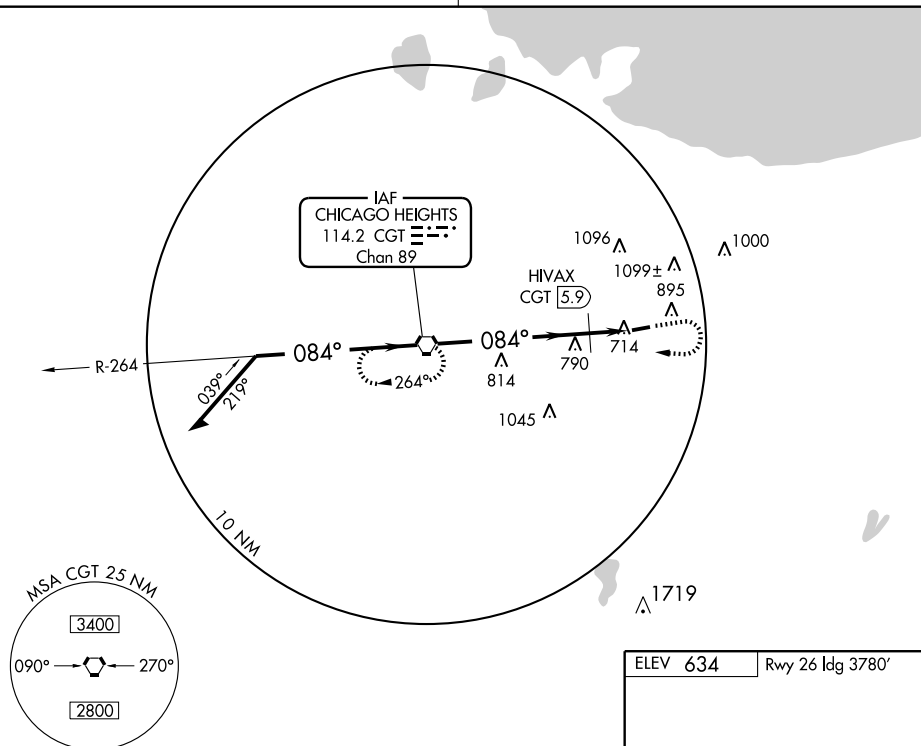 IAF
CHICAGO HEIGHTS
114.2 CGT
Chan 89
1096
1000
1099±
HIVAX
CGT 5.9
895
R-264
084°
084°
714
790
814
264°
039°
219°
1045
10 NM
MSA CGT 25 NM
3400
090°
270°
2800
1719
ELEV 634
Rwy 26 ldg 3780'